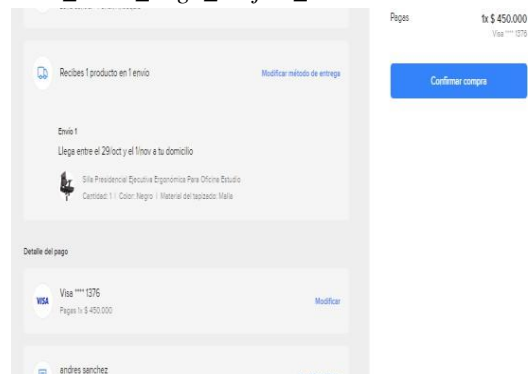 Recibes 1 producto en 1 envío
Modificar método de entrega
Envío 1
Llega entre el 29/oct y el 1/nov a tu domicilio
Silla Presidencial Ejecutiva Ergonómica Para Oficina Estudio
Cantidad: 1 | Color: Negro | Material del tapizado: Malla
Detalle del pago
VISA
Visa **** 1376
Pagas 1x $ 450.000
Modificar
andres sanchez
Pagas
1x $ 450.000
Visa **** 1376
Confirmar compra